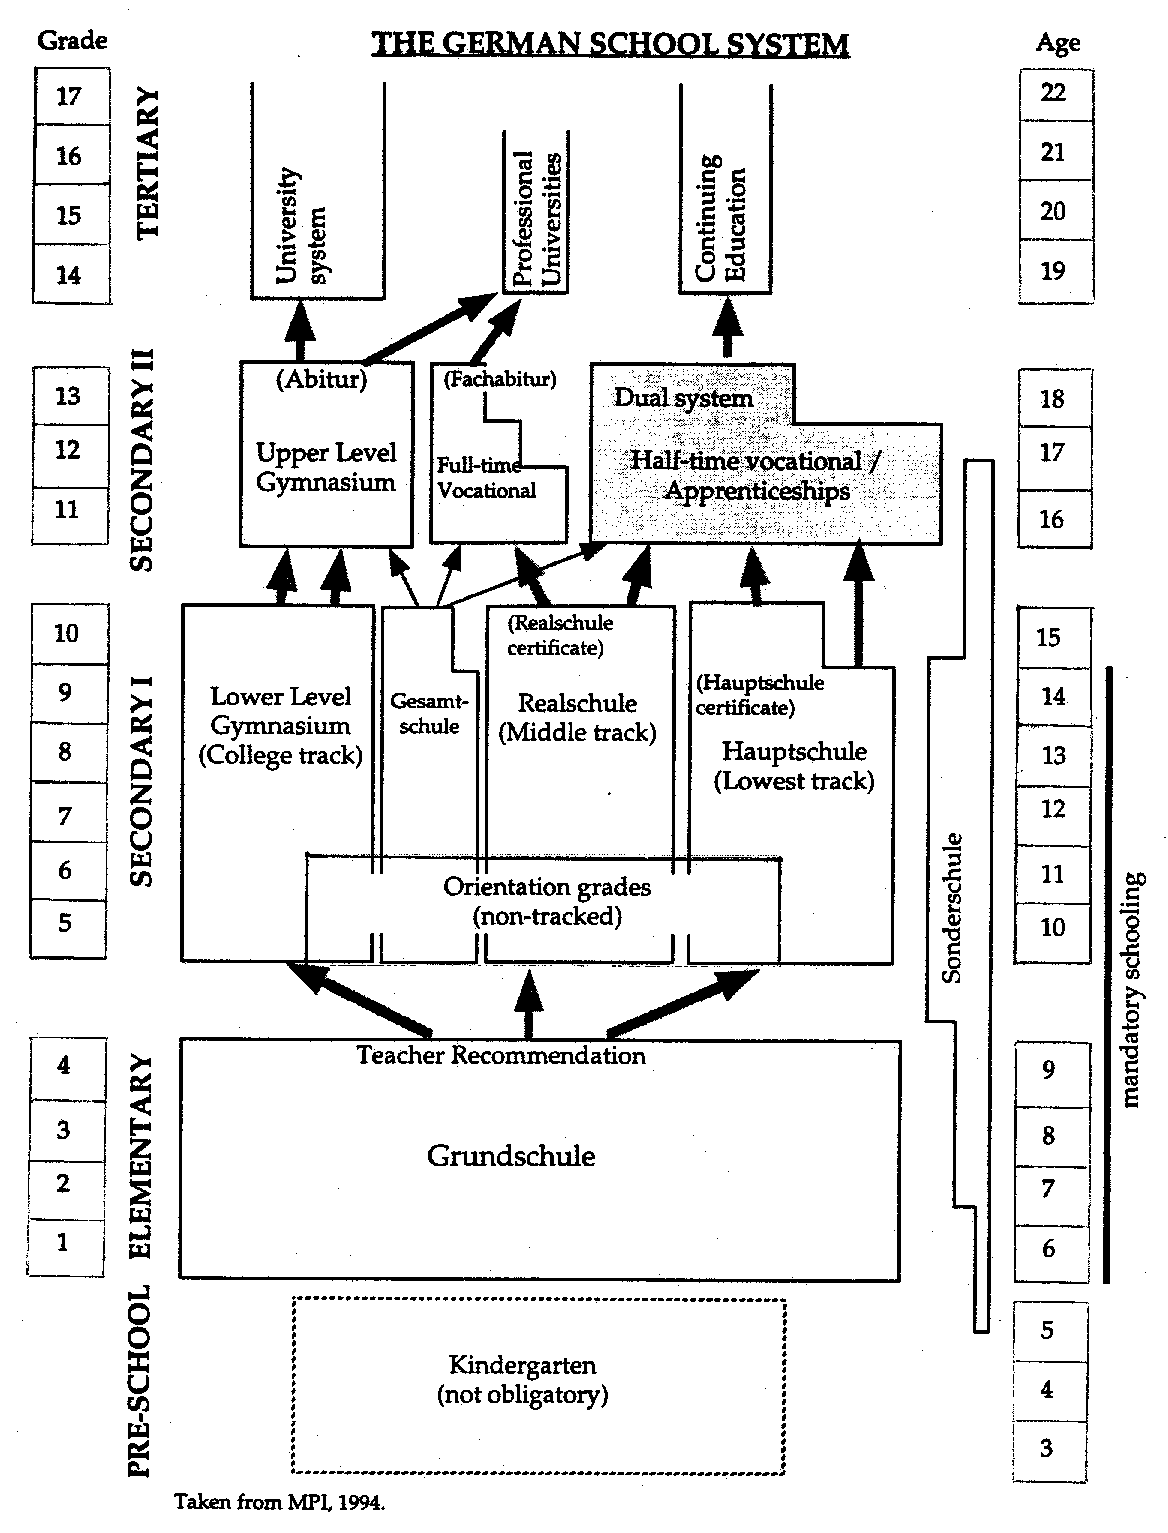 THE GERMAN SCHOOL SYSTEM
Grade
17
16
15
14
13
12
11
10
9
8
7
6
5
4
3
2
1
TERTIARY
SECONDARY II
SECONDARY I
ELEMENTARY
PRE-SCHOOL
University
system
Professional
Universities
Continuing
Education
(Abitur)
Upper Level
Gymnasium
(Fachabitur)
Full-time
Vocational
Dual system
Half-time vocational /
Apprenticeships
Lower Level
Gymnasium
(College track)
Gesamt-
schule
(Realschule
certificate)
Realschule
(Middle track)
(Hauptschule
certificate)
Hauptschule
(Lowest track)
Orientation grades
(non-tracked)
Teacher Recommendation
Grundschule
Kindergarten
(not obligatory)
Sonderschule
Age
22
21
20
19
18
17
16
15
14
13
12
11
10
9
8
7
6
5
4
3
mandatory schooling
Taken from MPI, 1994.